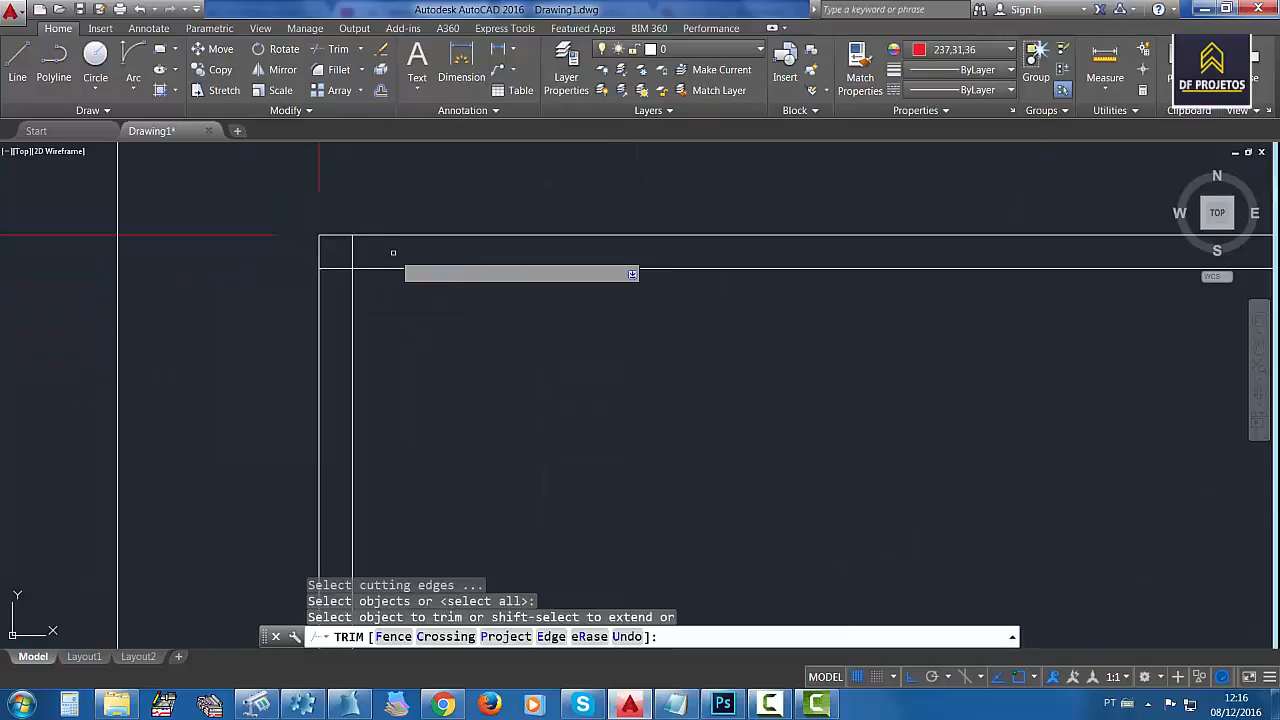 Autodesk AutoCAD 2016 Drawing1.dwg
Type a keyword or phrase
Sign In
Home Insert Annotate Parametric View Manage Output Add-ins A360 Express Tools Featured Apps BIM 360 Performance
Line Polyline Circle Arc
Move Rotate Trim
Copy Mirror Fillet
Stretch Scale Array
Text Dimension Table
Layer Properties
0
Make Current
Match Layer
Insert
Match Properties
237,31,36
ByLayer
ByLayer
Group
Measure
DF PROJETOS
Draw Modify Annotation Layers Block Properties Groups Utilities Clipboard View
Start Drawing1*
[−][Top][2D Wireframe]
N
W TOP E
S
WCS
Y
X
Select cutting edges ...
Select objects or <select all>:
Select object to trim or shift-select to extend or
TRIM [Fence Crossing Project Edge eRase Undo]:
Model Layout1 Layout2
MODEL
1:1
PT
12:16
08/12/2016